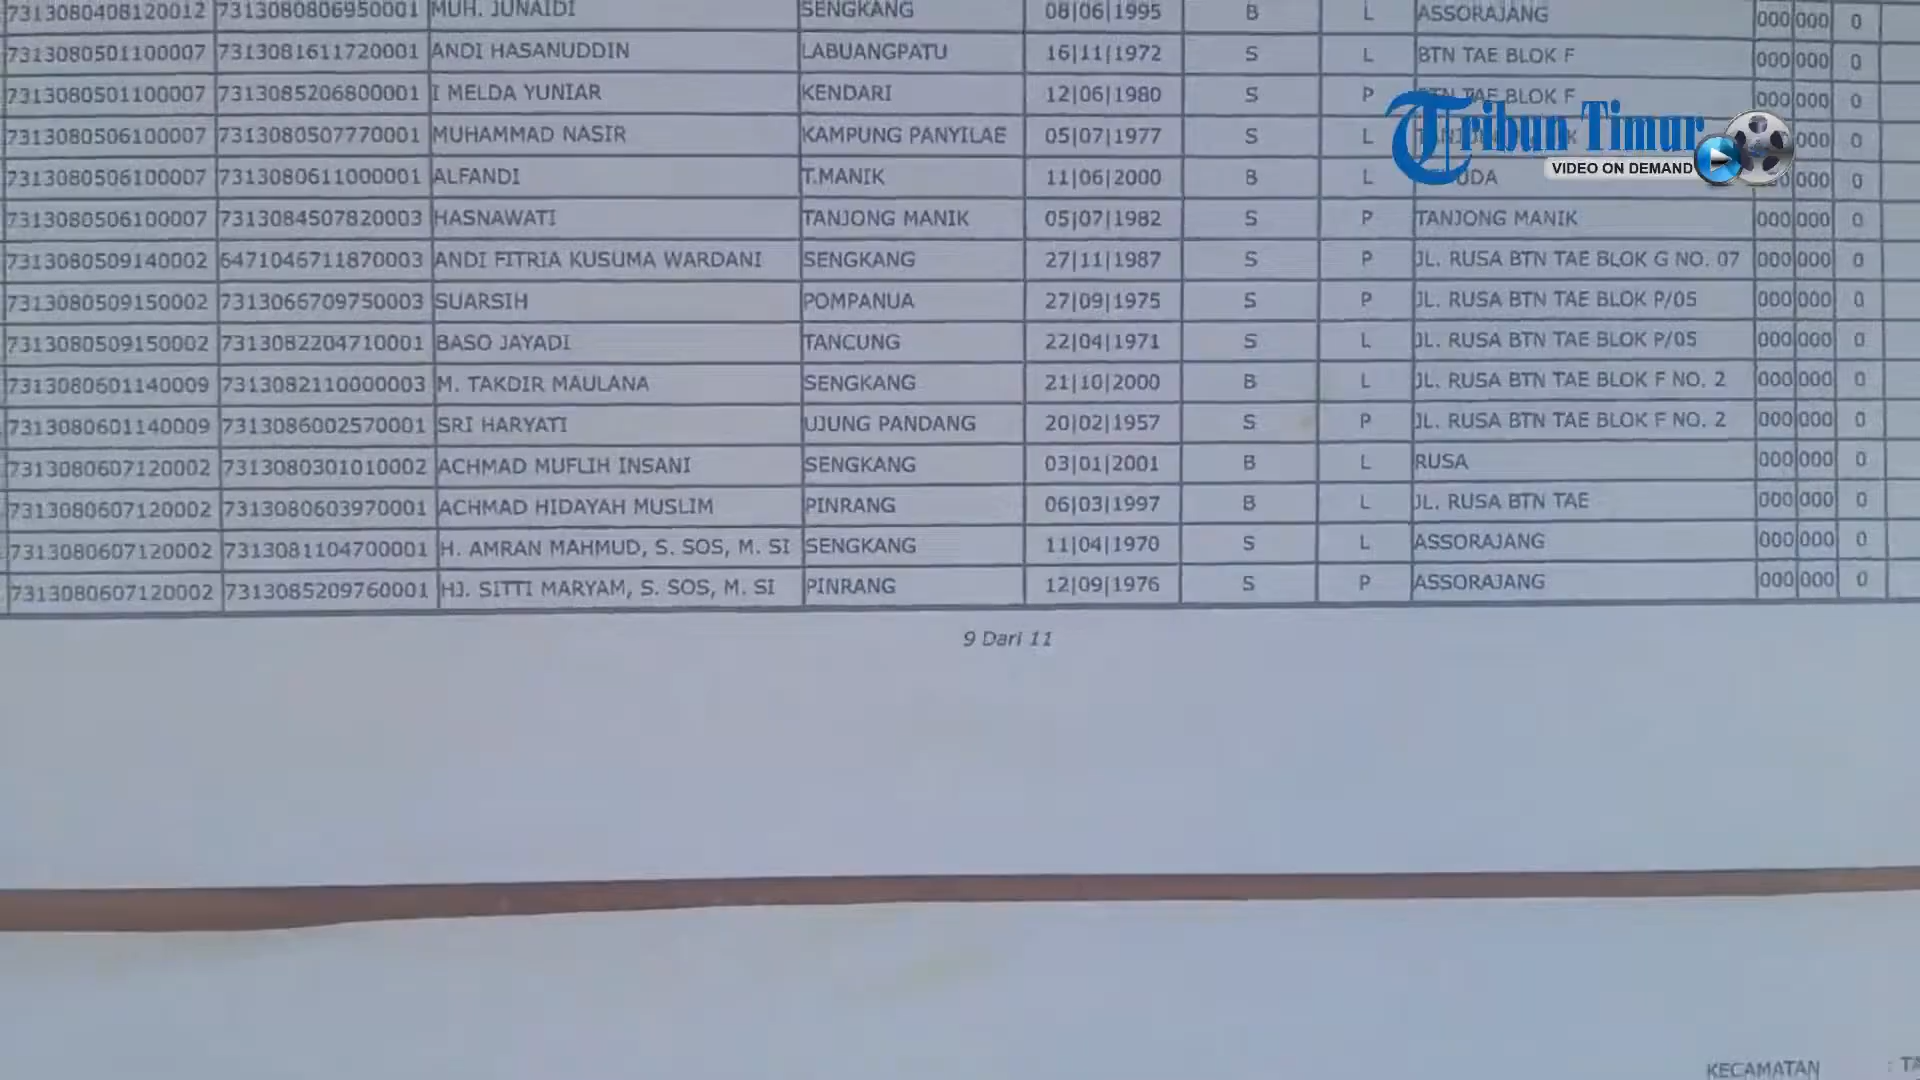 7313080408120012 7313080806950001 MUH. JUNAIDI SENGKANG 08|06|1995 B L ASSORAJANG 000 000 0
7313080501100007 7313081611720001 ANDI HASANUDDIN LABUANGPATU 16|11|1972 S L BTN TAE BLOK F 000 000 0
7313080501100007 7313085206800001 I MELDA YUNIAR KENDARI 12|06|1980 S P BTN TAE BLOK F 000 000 0
7313080506100007 7313080507770001 MUHAMMAD NASIR KAMPUNG PANYILAE 05|07|1977 S L 000 0
7313080506100007 7313080611000001 ALFANDI T.MANIK 11|06|2000 B L 000 0
7313080506100007 7313084507820003 HASNAWATI TANJONG MANIK 05|07|1982 S P TANJONG MANIK 000 000 0
7313080509140002 6471046711870003 ANDI FITRIA KUSUMA WARDANI SENGKANG 27|11|1987 S P JL. RUSA BTN TAE BLOK G NO. 07 000 000 0
7313080509150002 7313066709750003 SUARSIH POMPANUA 27|09|1975 S P JL. RUSA BTN TAE BLOK P/05 000 000 0
7313080509150002 7313082204710001 BASO JAYADI TANCUNG 22|04|1971 S L JL. RUSA BTN TAE BLOK P/05 000 000 0
7313080601140009 7313082110000003 M. TAKDIR MAULANA SENGKANG 21|10|2000 B L JL. RUSA BTN TAE BLOK F NO. 2 000 000 0
7313080601140009 7313086002570001 SRI HARYATI UJUNG PANDANG 20|02|1957 S P JL. RUSA BTN TAE BLOK F NO. 2 000 000 0
7313080607120002 7313080301010002 ACHMAD MUFLIH INSANI SENGKANG 03|01|2001 B L RUSA 000 000 0
7313080607120002 7313080603970001 ACHMAD HIDAYAH MUSLIM PINRANG 06|03|1997 B L JL. RUSA BTN TAE 000 000 0
7313080607120002 7313081104700001 H. AMRAN MAHMUD, S. SOS, M. SI SENGKANG 11|04|1970 S L ASSORAJANG 000 000 0
7313080607120002 7313085209760001 HJ. SITTI MARYAM, S. SOS, M. SI PINRANG 12|09|1976 S P ASSORAJANG 000 000 0
Tribun Timur
VIDEO ON DEMAND
9 Dari 11
KECAMATAN : TA